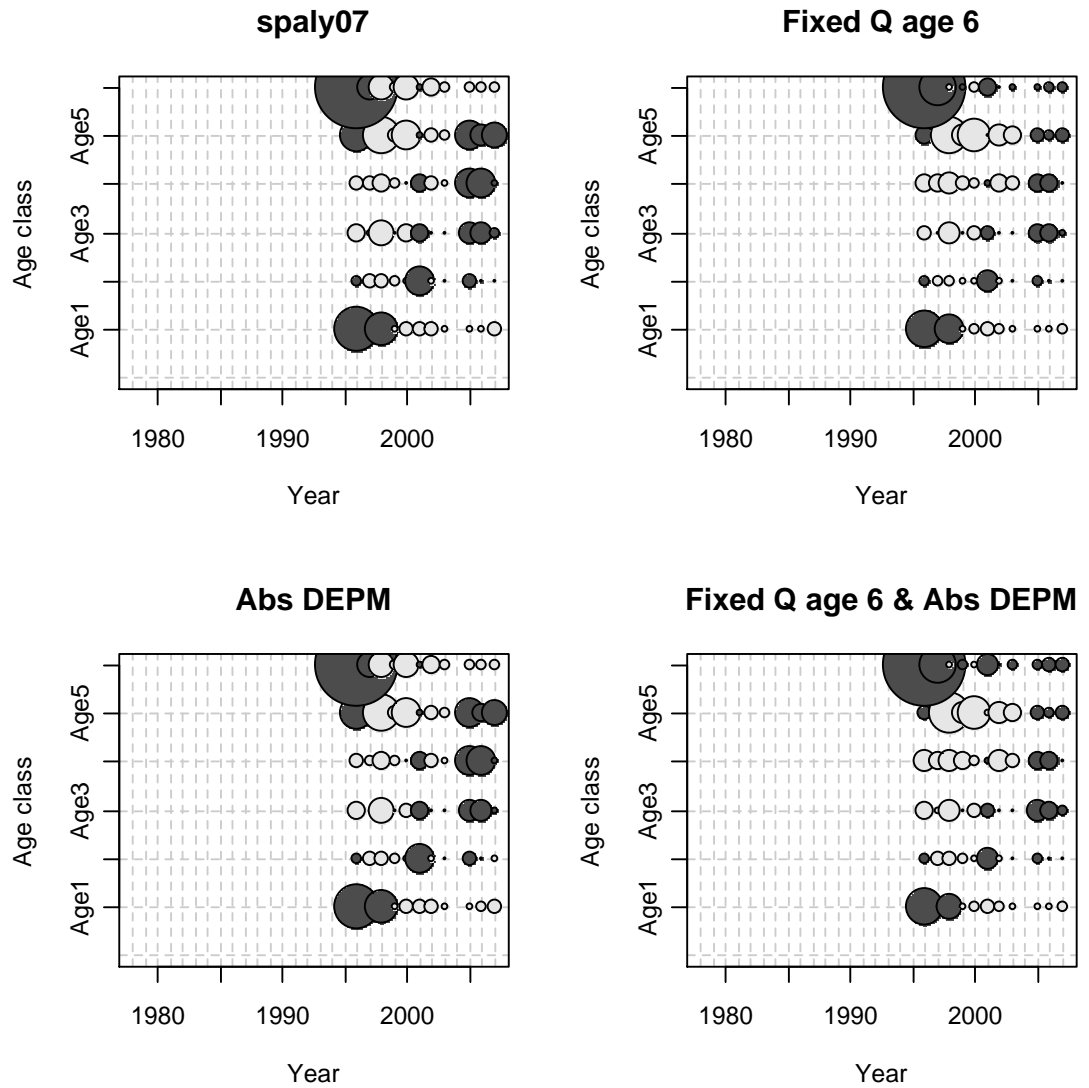 spaly07
Age class
Age5
Age3
Age1
1980 1990 2000
Year
Fixed Q age 6
Age class
Age5
Age3
Age1
1980 1990 2000
Year
Abs DEPM
Age class
Age5
Age3
Age1
1980 1990 2000
Year
Fixed Q age 6 & Abs DEPM
Age class
Age5
Age3
Age1
1980 1990 2000
Year